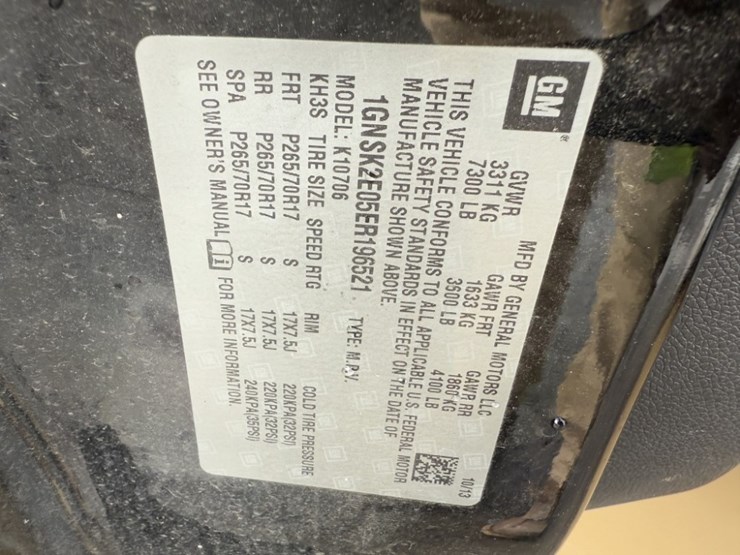 GM®
MFD BY GENERAL MOTORS LLC 10/13
GVWR GAWR FRT GAWR RR
3311 KG 1633 KG 1860 KG
7300 LB 3600 LB 4100 LB
THIS VEHICLE CONFORMS TO ALL APPLICABLE U.S. FEDERAL MOTOR
VEHICLE SAFETY STANDARDS IN EFFECT ON THE DATE OF
MANUFACTURE SHOWN ABOVE.
1GNSK2E05ER196521 TYPE: M.P.V.
MODEL: K10706
KH3S TIRE SIZE SPEED RTG RIM COLD TIRE PRESSURE
FRT P265/70R17 S 17X7.5J 220KPA(32PSI)
RR P265/70R17 S 17X7.5J 220KPA(32PSI)
SPA P265/70R17 S 17X7.5J 240KPA(35PSI)
SEE OWNER'S MANUAL i FOR MORE INFORMATION.